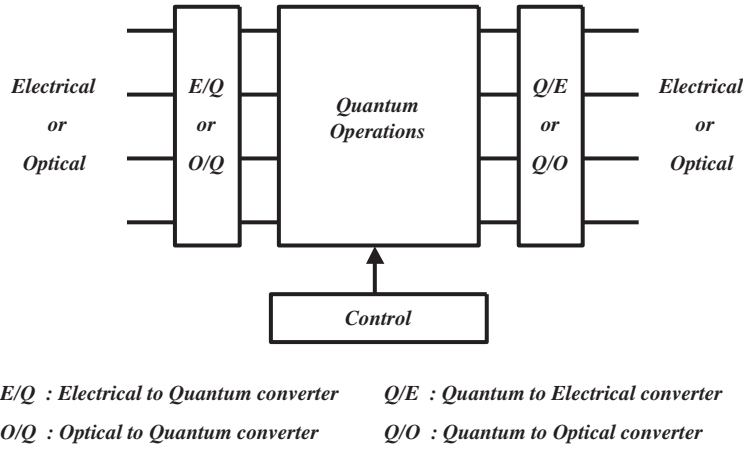 Electrical
or
Optical
E/Q
or
O/Q
Quantum
Operations
Q/E
or
Q/O
Electrical
or
Optical
Control
E/Q : Electrical to Quantum converter
Q/E : Quantum to Electrical converter
O/Q : Optical to Quantum converter
Q/O : Quantum to Optical converter